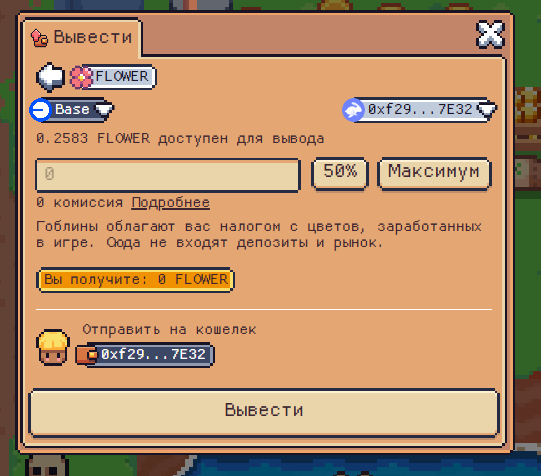 Вывести
FLOWER
Base 0xf29...7E32
0.2583 FLOWER доступен для вывода
0 50% Максимум
0 комиссия Подробнее
Гоблины облагают вас налогом с цветов, заработанных
в игре. Сюда не входят депозиты и рынок.
Вы получите: 0 FLOWER
Отправить на кошелек
0xf29...7E32
Вывести